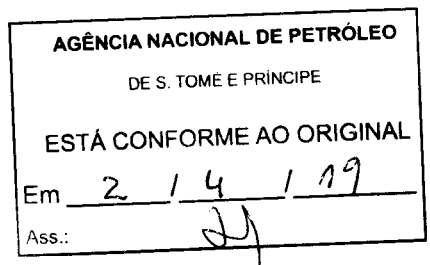 AGÊNCIA NACIONAL DE PETRÓLEO
DE S. TOMÉ E PRÍNCIPE
ESTÁ CONFORME AO ORIGINAL
Em 2 / 4 / 19
Ass.: